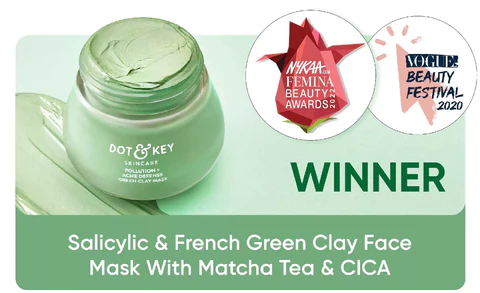 NYKAA.COM
FEMINA
BEAUTY
AWARDS 2022
VOGUE
BEAUTY
FESTIVAL
2020
DOT & KEY
SKINCARE
POLLUTION +
ACNE DEFENSE
GREEN CLAY MASK
WINNER
Salicylic & French Green Clay Face
Mask With Matcha Tea & CICA